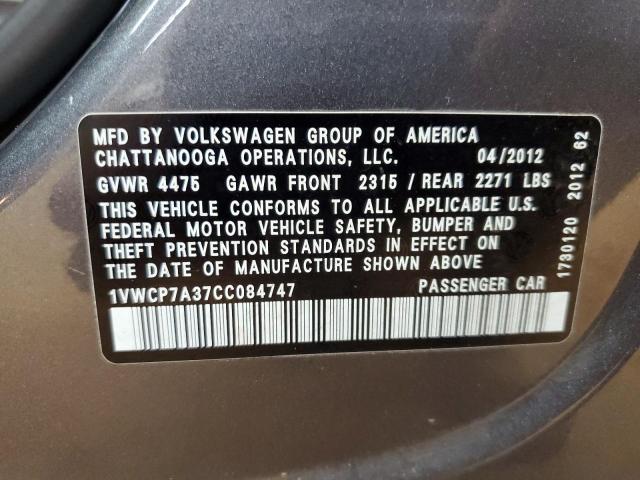 MFD BY VOLKSWAGEN GROUP OF AMERICA
CHATTANOOGA OPERATIONS, LLC. 04/2012
GVWR 4475 GAWR FRONT 2315 / REAR 2271 LBS
THIS VEHICLE CONFORMS TO ALL APPLICABLE U.S.
FEDERAL MOTOR VEHICLE SAFETY, BUMPER AND
THEFT PREVENTION STANDARDS IN EFFECT ON
THE DATE OF MANUFACTURE SHOWN ABOVE
1VWCP7A37CC084747 PASSENGER CAR
1730120 2012 62